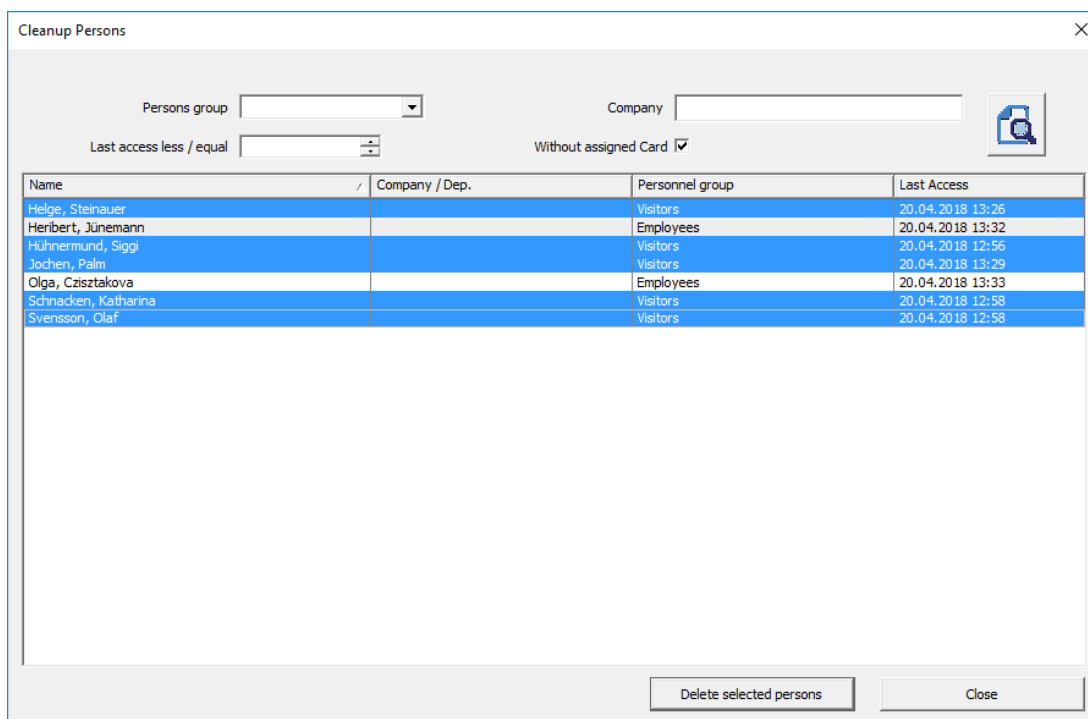 Cleanup Persons
Persons group Company
Last access less / equal Without assigned Card
Name Company / Dep. Personnel group Last Access
Helge, Steinauer Visitors 20.04.2018 13:26
Heribert, Jünemann Employees 20.04.2018 13:32
Hühnermund, Siggi Visitors 20.04.2018 12:56
Jochen, Palm Visitors 20.04.2018 13:29
Olga, Czisztakova Employees 20.04.2018 13:33
Schnacken, Katharina Visitors 20.04.2018 12:58
Svensson, Olaf Visitors 20.04.2018 12:58
Delete selected persons Close